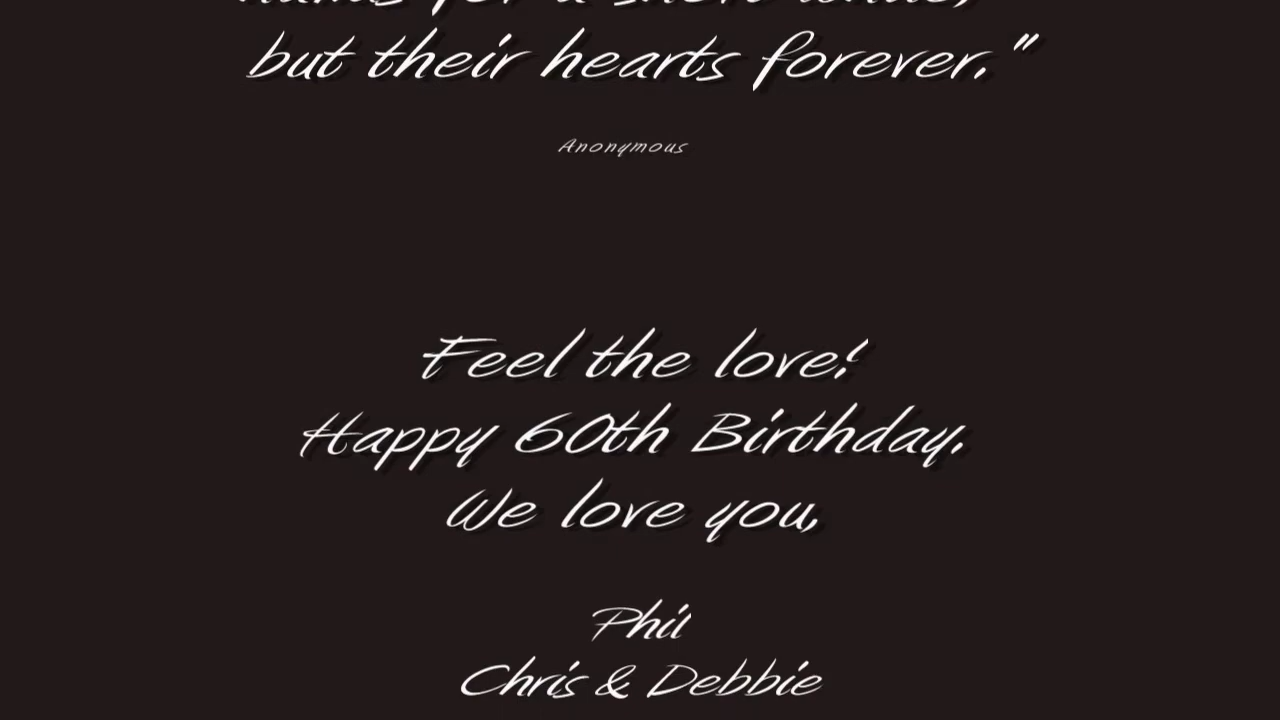 but their hearts forever."
Anonymous
Feel the love!
Happy 60th Birthday.
We love you,
Phil
Chris & Debbie